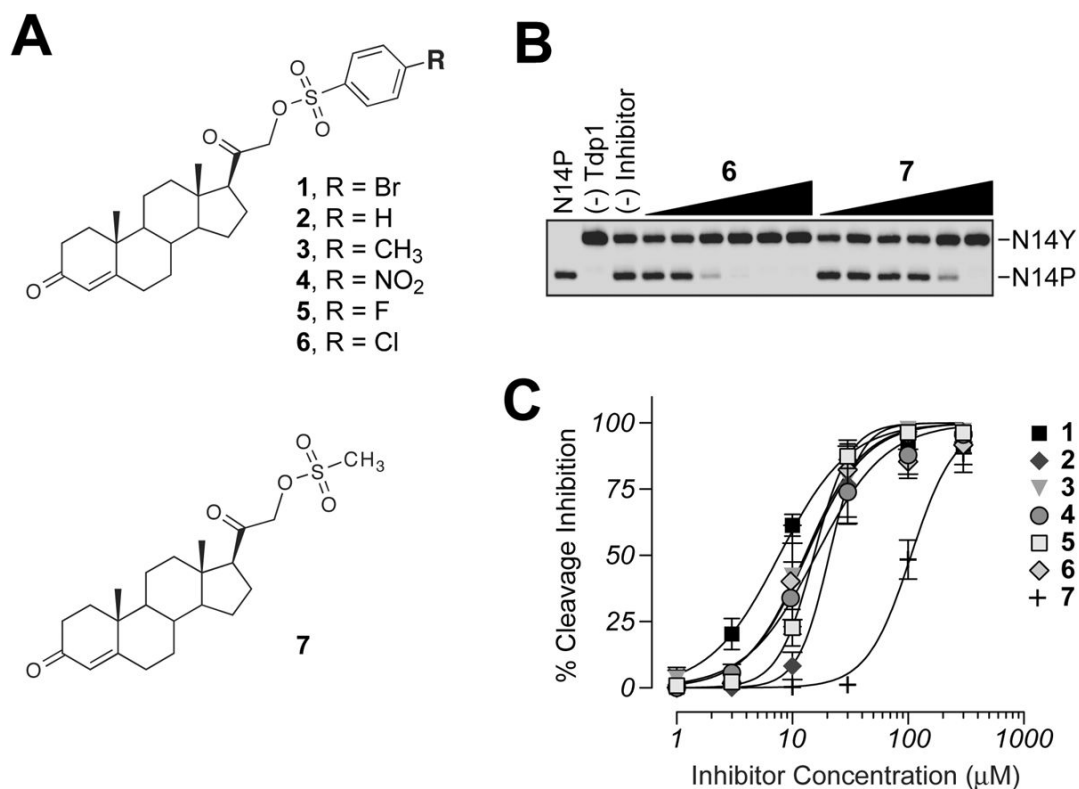 A
R
O
S
O
O
O
O
1, R = Br
2, R = H
3, R = CH₃
4, R = NO₂
5, R = F
6, R = Cl
O
S
CH₃
O
O
O
O
7
B
N14P
(-) Tdp1
(-) Inhibitor
6
7
–N14Y
–N14P
C
% Cleavage Inhibition
100
75
50
25
0
1
10
100
1000
Inhibitor Concentration (μM)
1
2
3
4
5
6
7